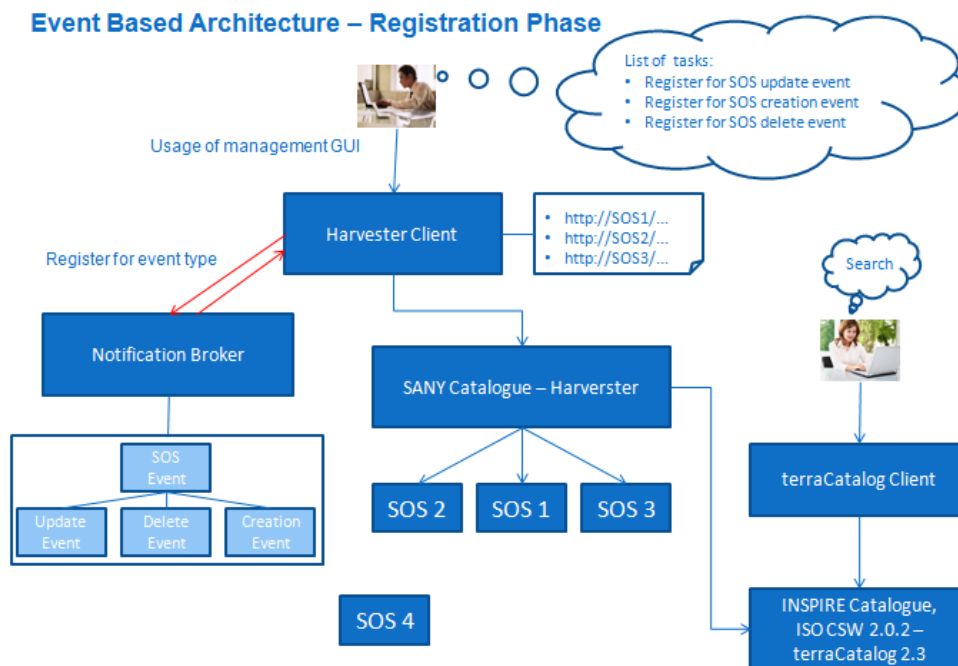 Event Based Architecture – Registration Phase
List of tasks:
• Register for SOS update event
• Register for SOS creation event
• Register for SOS delete event
Usage of management GUI
Harvester Client
• http://SOS1/...
• http://SOS2/...
• http://SOS3/...
Register for event type
Search
Notification Broker
SANY Catalogue – Harverster
SOS
Event
Update
Event
Delete
Event
Creation
Event
SOS 2
SOS 1
SOS 3
terraCatalog Client
SOS 4
INSPIRE Catalogue,
ISO CSW 2.0.2 –
terraCatalog 2.3